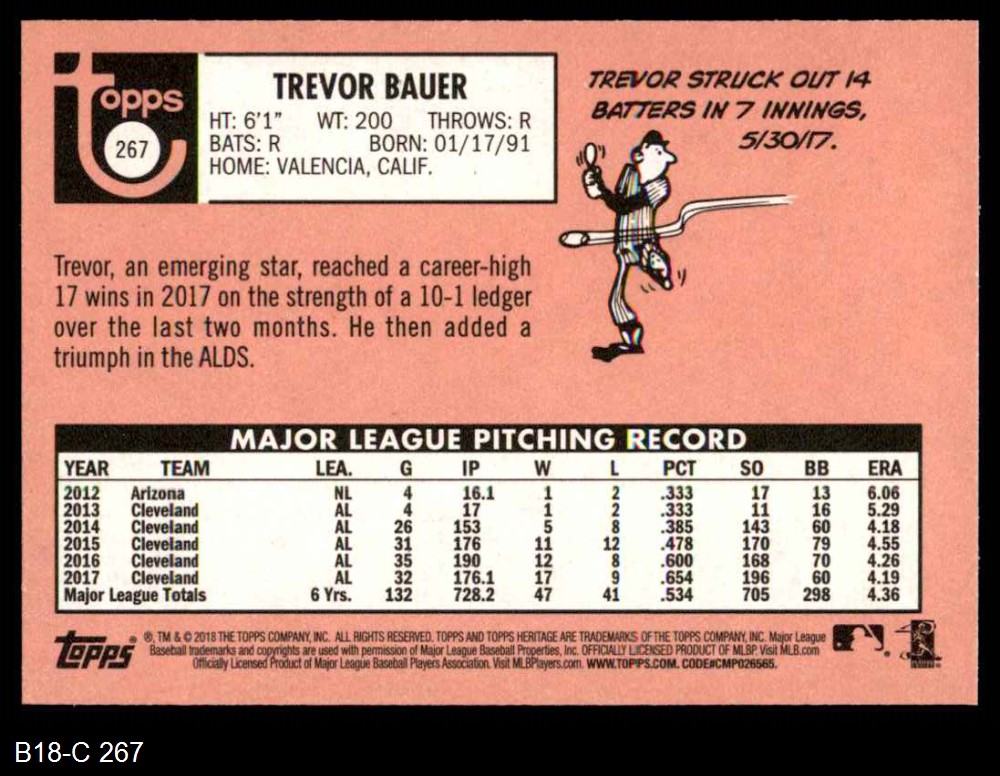 topps
267
TREVOR BAUER
HT: 6'1" WT: 200 THROWS: R
BATS: R BORN: 01/17/91
HOME: VALENCIA, CALIF.
TREVOR STRUCK OUT 14
BATTERS IN 7 INNINGS,
5/30/17.
Trevor, an emerging star, reached a career-high
17 wins in 2017 on the strength of a 10-1 ledger
over the last two months. He then added a
triumph in the ALDS.
MAJOR LEAGUE PITCHING RECORD
YEAR TEAM LEA. G IP W L PCT SO BB ERA
2012 Arizona NL 4 16.1 1 2 .333 17 13 6.06
2013 Cleveland AL 4 17 1 2 .333 11 16 5.29
2014 Cleveland AL 26 153 5 8 .385 143 60 4.18
2015 Cleveland AL 31 176 11 12 .478 170 79 4.55
2016 Cleveland AL 35 190 12 8 .600 168 70 4.26
2017 Cleveland AL 32 176.1 17 9 .654 196 60 4.19
Major League Totals 6 Yrs. 132 728.2 47 41 .534 705 298 4.36
topps
®, TM & © 2018 THE TOPPS COMPANY, INC. ALL RIGHTS RESERVED. TOPPS AND TOPPS HERITAGE ARE TRADEMARKS OF THE TOPPS COMPANY, INC. Major League
Baseball trademarks and copyrights are used with permission of Major League Baseball Properties, Inc. OFFICIALLY LICENSED PRODUCT OF MLBP Visit MLB.com
Officially Licensed Product of Major League Baseball Players Association. Visit MLBPlayers.com. WWW.TOPPS.COM. CODE#CMP026565.
B18-C 267